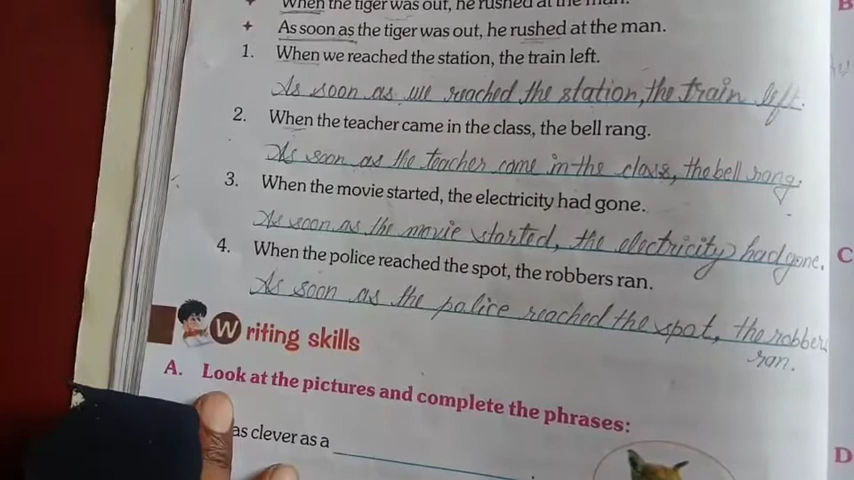 When the tiger was out, he rushed at the man.
+ As soon as the tiger was out, he rushed at the man.
1. When we reached the station, the train left.
As soon as we reached the station, the train left.
2. When the teacher came in the class, the bell rang.
As soon as the teacher come in the class, the bell rang.
3. When the movie started, the electricity had gone.
As soon as the movie started, the electricity had gone.
4. When the police reached the spot, the robbers ran.
As soon as the police reached the spot, the robbers
ran.
Writing skills
A. Look at the pictures and complete the phrases:
as clever as a
B
C
D